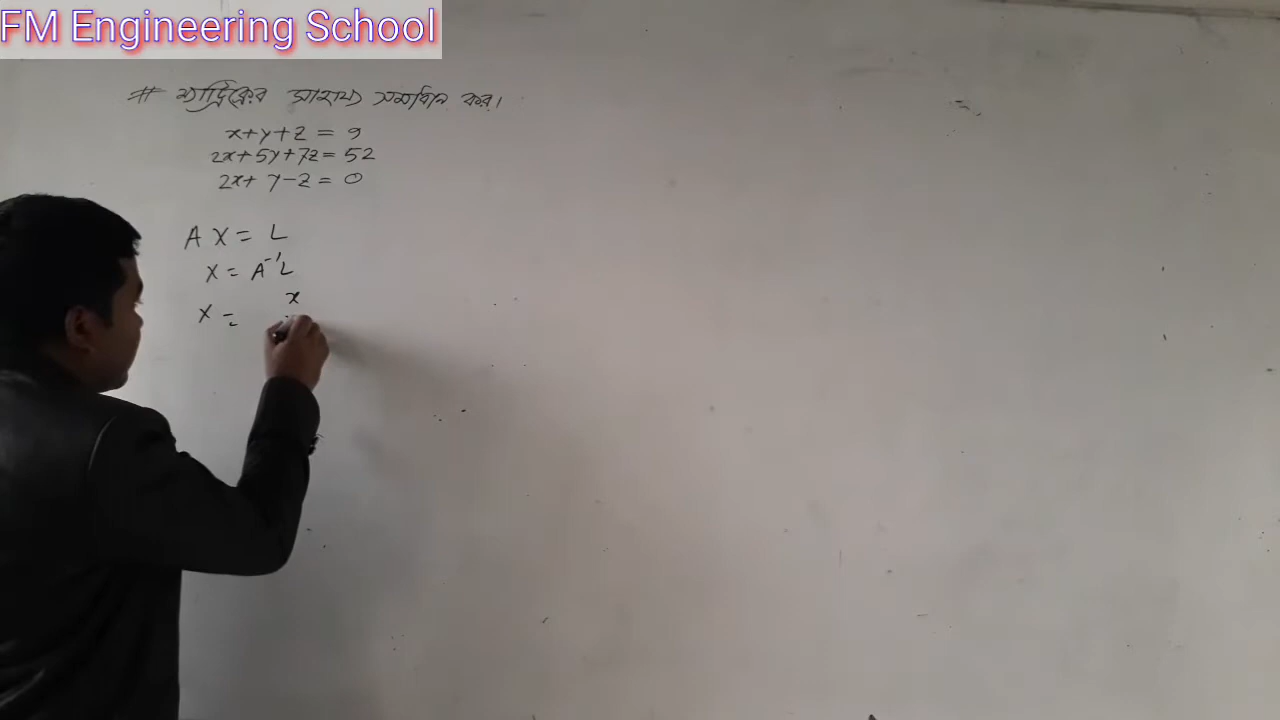 FM Engineering School
# ম্যাট্রিক্সের সাহায্যে সমাধান কর।
x+y+z = 9
2x+5y+7z = 52
2x+ y-z = 0
A X = L
X = A⁻¹L
X =
x